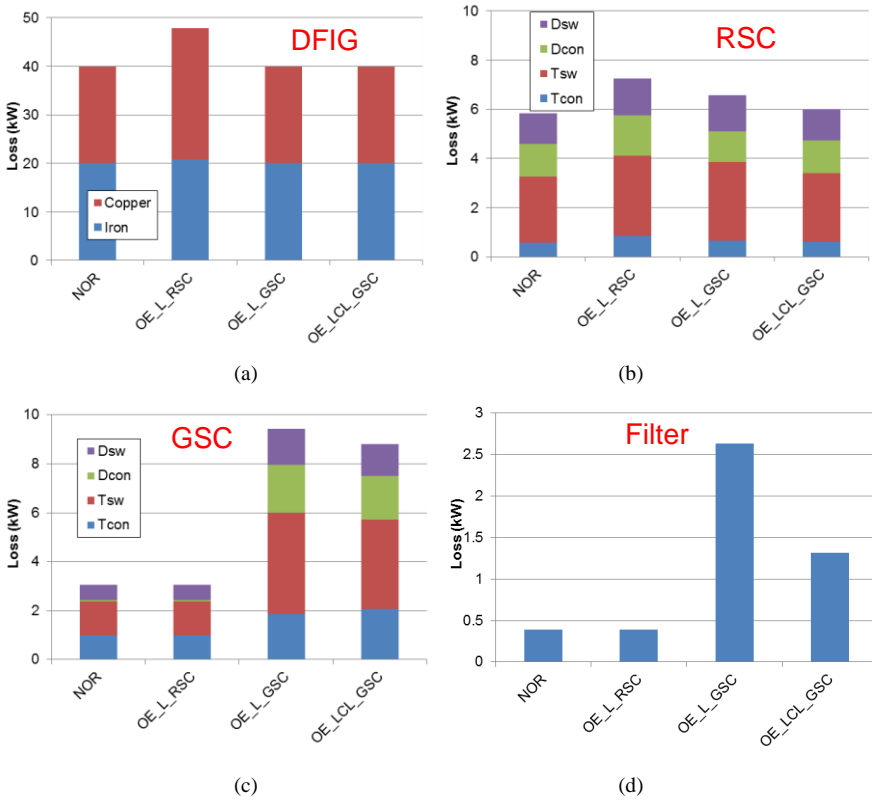 DFIG
50
40
30
20
10
0
Loss (kW)
Copper
Iron
NOR
OE_L_RSC
OE_L_GSC
OE_LCL_GSC
(a)
RSC
10
8
6
4
2
0
Loss (kW)
Dsw
Dcon
Tsw
Tcon
NOR
OE_L_RSC
OE_L_GSC
OE_LCL_GSC
(b)
GSC
10
8
6
4
2
0
Loss (kW)
Dsw
Dcon
Tsw
Tcon
NOR
OE_L_RSC
OE_L_GSC
OE_LCL_GSC
(c)
Filter
3
2.5
2
1.5
1
0.5
0
Loss (kW)
NOR
OE_L_RSC
OE_L_GSC
OE_LCL_GSC
(d)